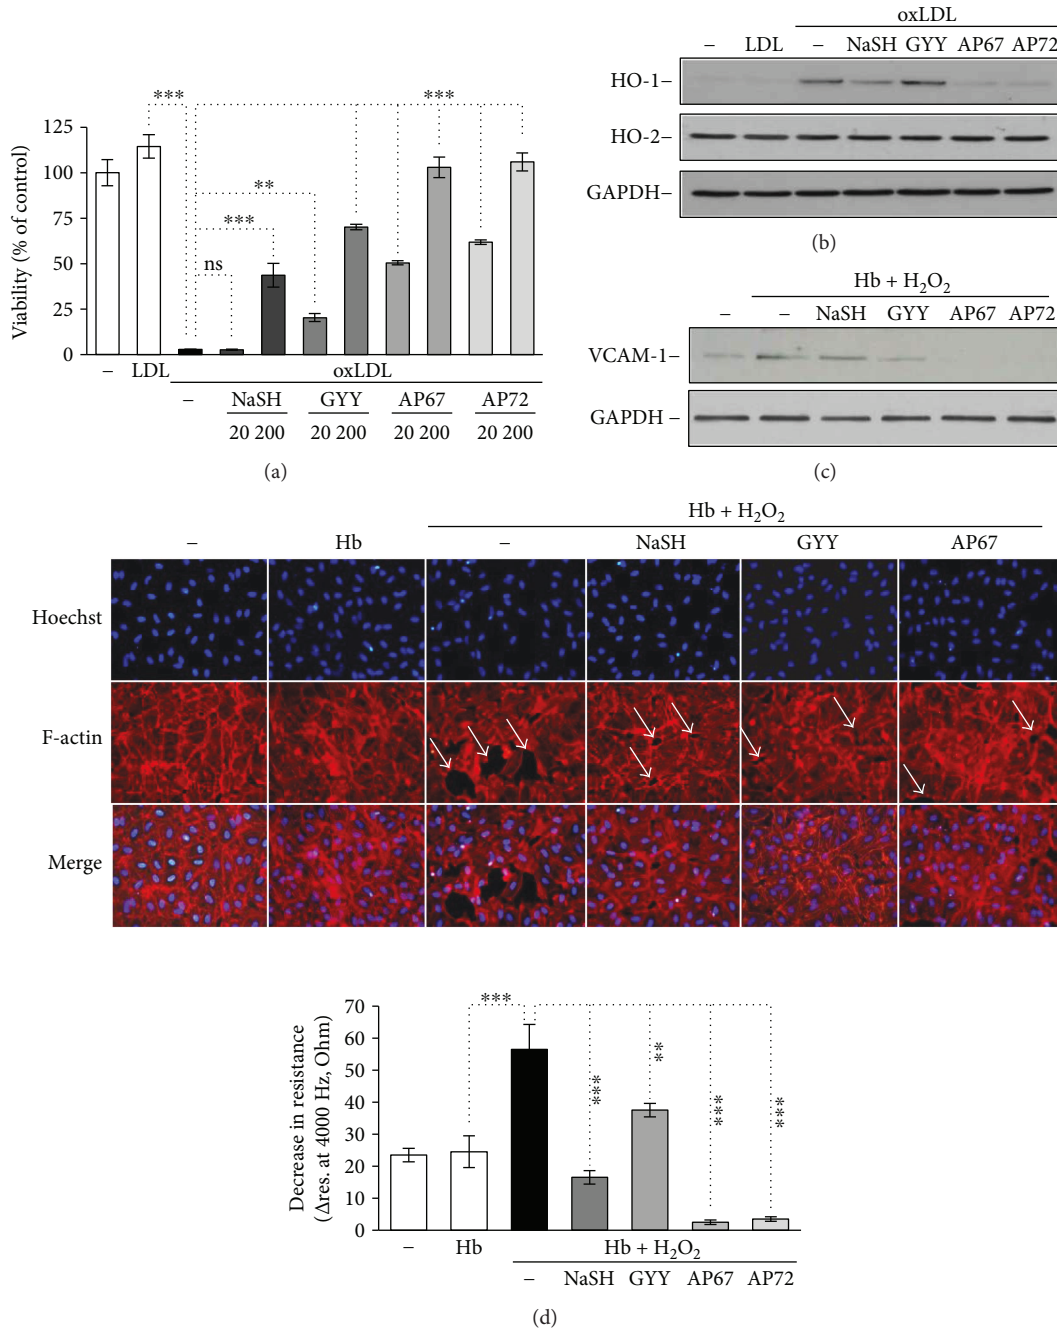 ***
***
**
***
ns
125
100
75
50
25
0
Viability (% of control)
– LDL
oxLDL
– NaSH GYY AP67 AP72
20 200 20 200 20 200 20 200
(a)
oxLDL
– LDL – NaSH GYY AP67 AP72
HO-1–
HO-2–
GAPDH–
(b)
Hb + H₂O₂
– – NaSH GYY AP67 AP72
VCAM-1–
GAPDH –
(c)
Hb + H₂O₂
– Hb – NaSH GYY AP67
Hoechst
F-actin
Merge
***
***
**
***
***
70
60
50
40
30
20
10
0
Decrease in resistance
(Δres. at 4000 Hz, Ohm)
– Hb Hb + H₂O₂
– NaSH GYY AP67 AP72
(d)